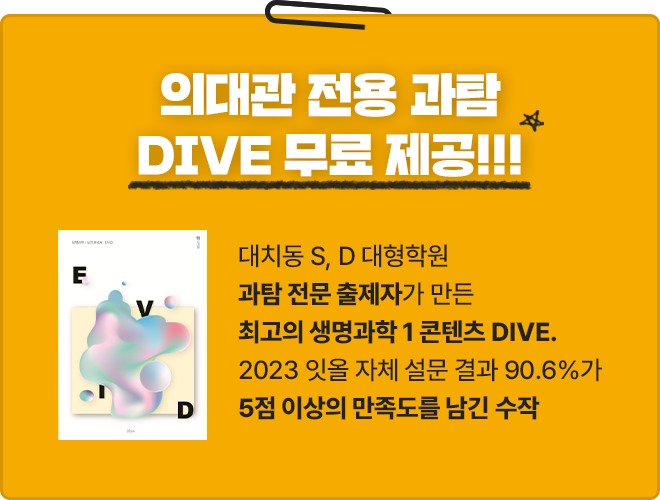 의대관 전용 과탐
DIVE 무료 제공!!!
E
V
I
D
2024
대치동 S, D 대형학원
과탐 전문 출제자가 만든
최고의 생명과학 1 콘텐츠 DIVE.
2023 잇올 자체 설문 결과 90.6%가
5점 이상의 만족도를 남긴 수작